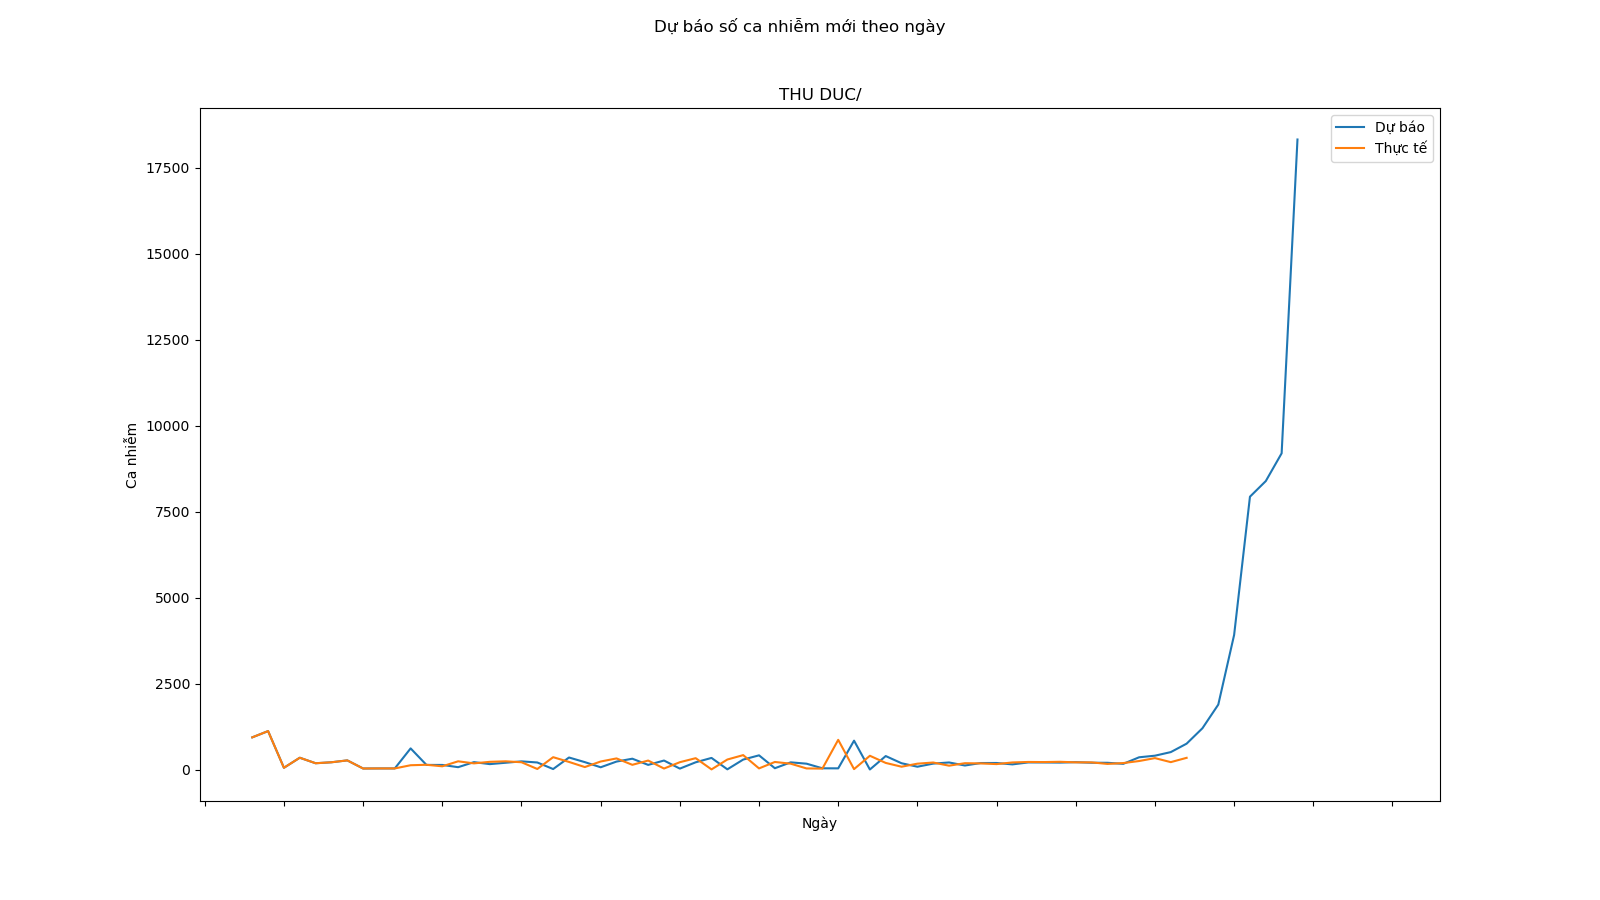 Dự báo số ca nhiễm mới theo ngày
THU DUC/
Dự báo
Thực tế
17500
15000
12500
10000
7500
5000
2500
0
Ca nhiễm
Ngày